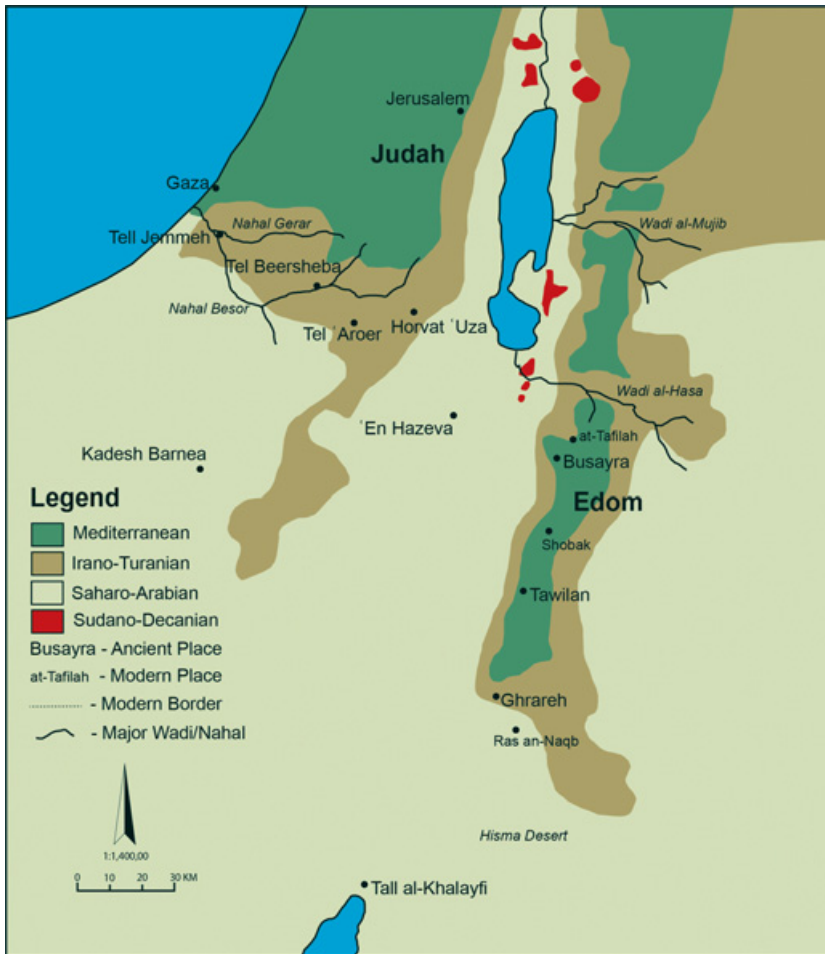 Jerusalem
Judah
Gaza
Nahal Gerar
Wadi al-Mujib
Tell Jemmeh
Tel Beersheba
Nahal Besor
Tel 'Aroer
Horvat 'Uza
Wadi al-Hasa
'En Hazeva
at-Tafilah
Kadesh Barnea
Busayra
Edom
Shobak
Tawilan
Ghrareh
Ras an-Naqb
Hisma Desert
Tall al-Khalayfi
Legend
Mediterranean
Irano-Turanian
Saharo-Arabian
Sudano-Decanian
Busayra - Ancient Place
at-Tafilah - Modern Place
- Modern Border
- Major Wadi/Nahal
1:1,400,00
0 10 20 30 KM